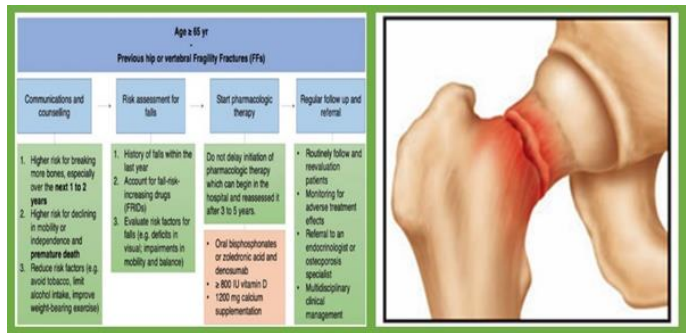 Age ≥ 65 yr
-
Previous hip or vertebral Fragility Fractures (FFs)
Communications and
counselling
Risk assessment for
falls
Start pharmacologic
therapy
Regular follow up and
referral
1. Higher risk for breaking
more bones, especially
over the next 1 to 2
years
2. Higher risk for declining
in mobility or
independence and
premature death
3. Reduce risk factors (e.g.
avoid tobacco, limit
alcohol intake, improve
weight-bearing exercise)
1. History of falls within the
last year
2. Account for fall-risk-
increasing drugs
(FRIDs)
3. Evaluate risk factors for
falls (e.g. deficits in
visual; impairments in
mobility and balance)
Do not delay initiation of
pharmacologic therapy
which can begin in the
hospital and reassessed it
after 3 to 5 years.
• Oral bisphosphonates
or zoledronic acid and
denosumab
• ≥ 800 IU vitamin D
• 1200 mg calcium
supplementation
• Routinely follow and
reevaluation
patients
• Monitoring for
adverse treatment
effects
• Referral to an
endocrinologist or
osteoporosis
specialist
• Multidisciplinary
clinical
management